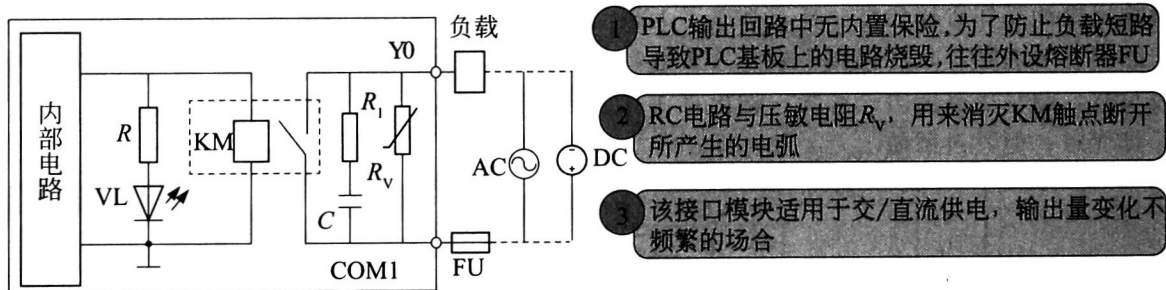 内部电路
R
VL
KM
R1
RV
C
Y0
COM1
负载
FU
AC
DC
1 PLC输出回路中无内置保险，为了防止负载短路
导致PLC基板上的电路烧毁，往往外设熔断器FU
2 RC电路与压敏电阻RV，用来消灭KM触点断开
所产生的电弧
3 该接口模块适用于交/直流供电，输出量变化不
频繁的场合